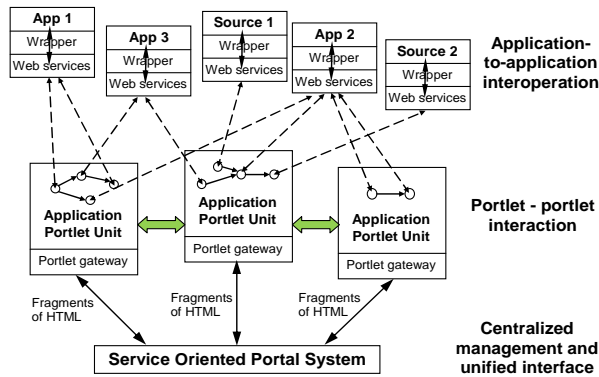 App 1
Wrapper
Web services
App 3
Wrapper
Web services
Source 1
Wrapper
Web services
App 2
Wrapper
Web services
Source 2
Wrapper
Web services
Application-
to-application
interoperation
Application
Portlet Unit
Portlet gateway
Application
Portlet Unit
Portlet gateway
Application
Portlet Unit
Portlet gateway
Portlet - portlet
interaction
Fragments
of HTML
Fragments
of HTML
Fragments
of HTML
Service Oriented Portal System
Centralized
management and
unified interface